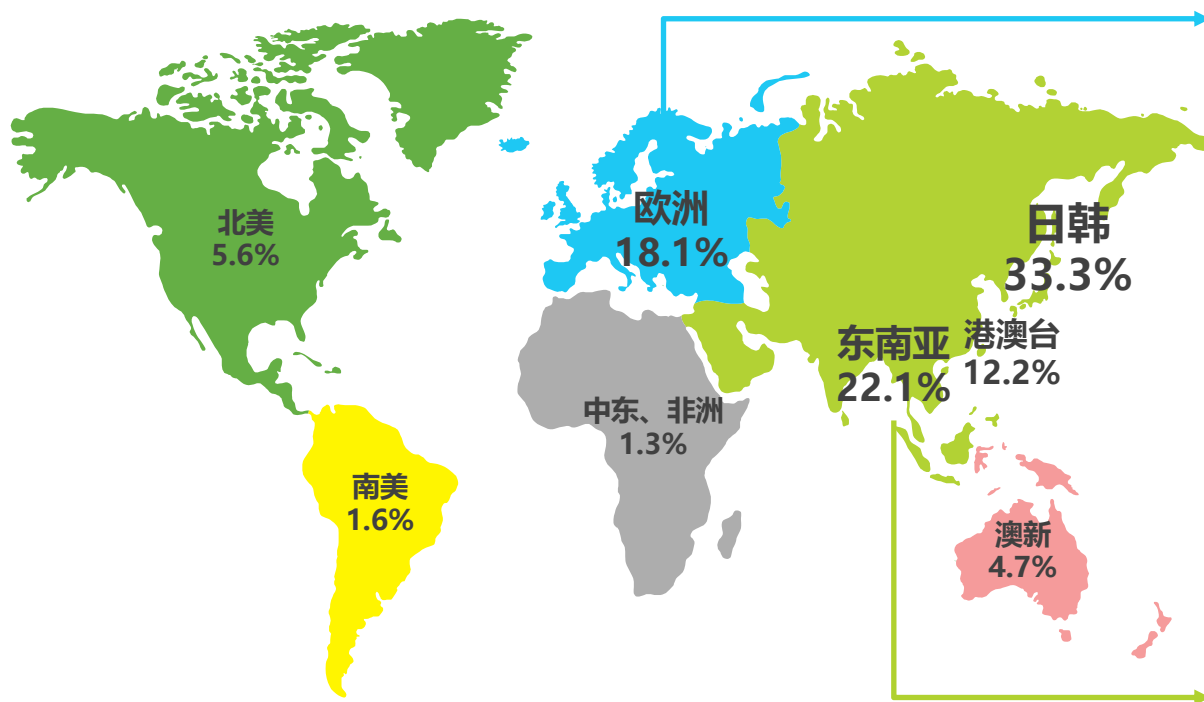 北美
5.6%
欧洲
18.1%
日韩
33.3%
东南亚
22.1%
港澳台
12.2%
中东、非洲
1.3%
南美
1.6%
澳新
4.7%